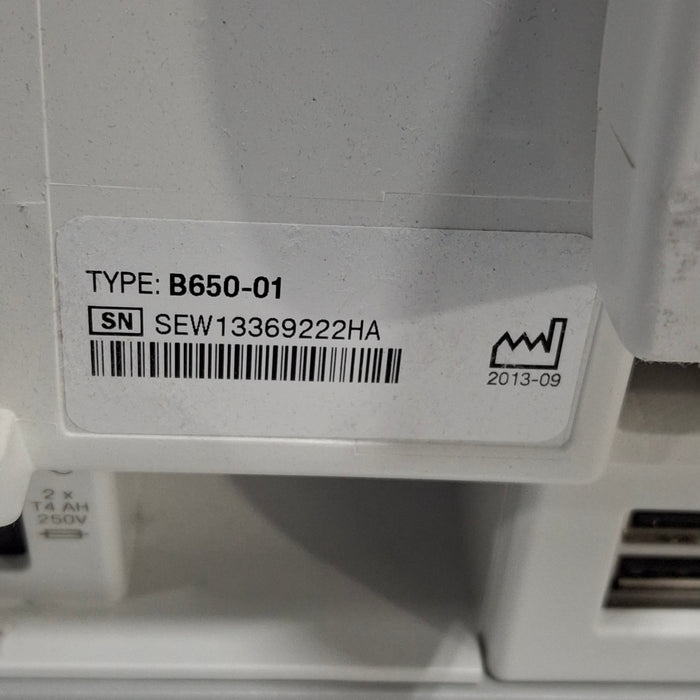 TYPE: B650-01
SN SEW13369222HA
2013-09
2 x
T4 AH
250V